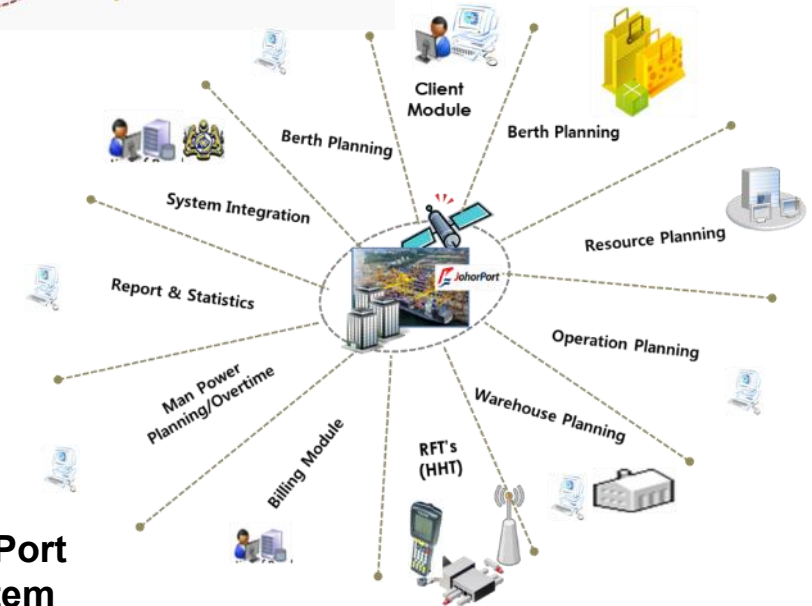 Client
Module
Berth Planning
Berth Planning
System Integration
Resource Planning
JohorPort
Report & Statistics
Operation Planning
Man Power
Planning/Overtime
Warehouse Planning
Billing Module
RFT's
(HHT)
Port
tem